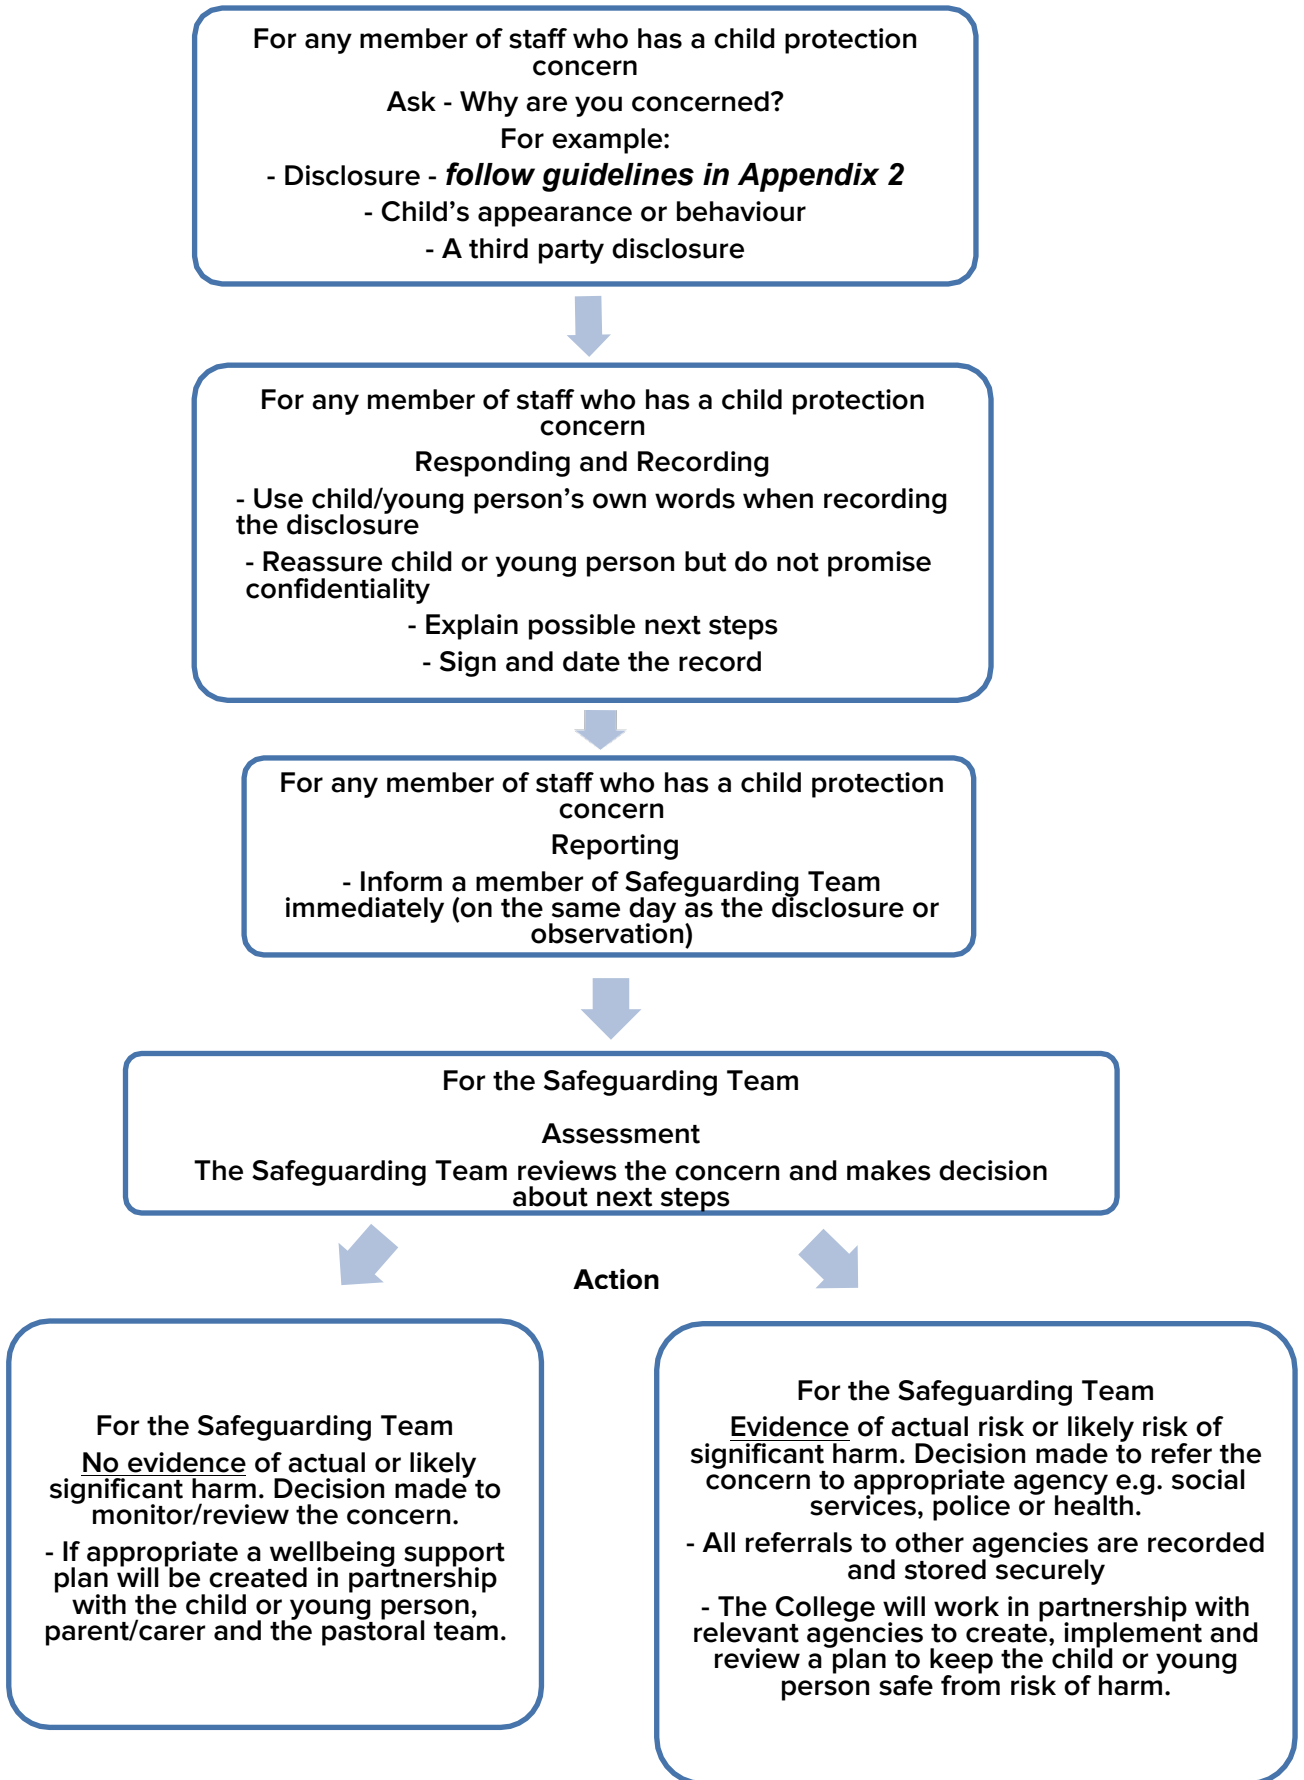 For any member of staff who has a child protection
concern
Ask - Why are you concerned?
For example:
- Disclosure - follow guidelines in Appendix 2
- Child’s appearance or behaviour
- A third party disclosure
For any member of staff who has a child protection
concern
Responding and Recording
- Use child/young person’s own words when recording
the disclosure
- Reassure child or young person but do not promise
confidentiality
- Explain possible next steps
- Sign and date the record
For any member of staff who has a child protection
concern
Reporting
- Inform a member of Safeguarding Team
immediately (on the same day as the disclosure or
observation)
For the Safeguarding Team
Assessment
The Safeguarding Team reviews the concern and makes decision
about next steps
Action
For the Safeguarding Team
No evidence of actual or likely
significant harm. Decision made to
monitor/review the concern.
- If appropriate a wellbeing support
plan will be created in partnership
with the child or young person,
parent/carer and the pastoral team.
For the Safeguarding Team
Evidence of actual risk or likely risk of
significant harm. Decision made to refer the
concern to appropriate agency e.g. social
services, police or health.
- All referrals to other agencies are recorded
and stored securely
- The College will work in partnership with
relevant agencies to create, implement and
review a plan to keep the child or young
person safe from risk of harm.